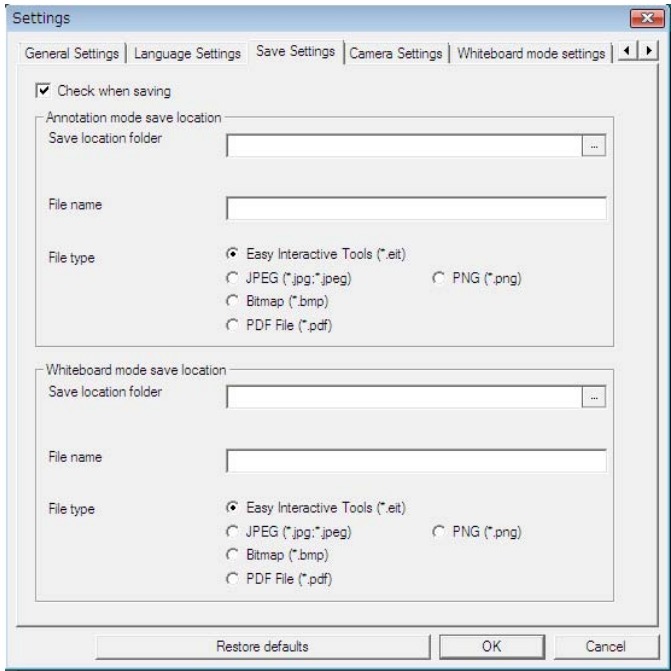 Settings
General Settings Language Settings Save Settings Camera Settings Whiteboard mode settings
Check when saving
Annotation mode save location
Save location folder
...
File name
File type
Easy Interactive Tools (*.eit)
JPEG (*.jpg;*.jpeg) PNG (*.png)
Bitmap (*.bmp)
PDF File (*.pdf)
Whiteboard mode save location
Save location folder
...
File name
File type
Easy Interactive Tools (*.eit)
JPEG (*.jpg;*.jpeg) PNG (*.png)
Bitmap (*.bmp)
PDF File (*.pdf)
Restore defaults OK Cancel